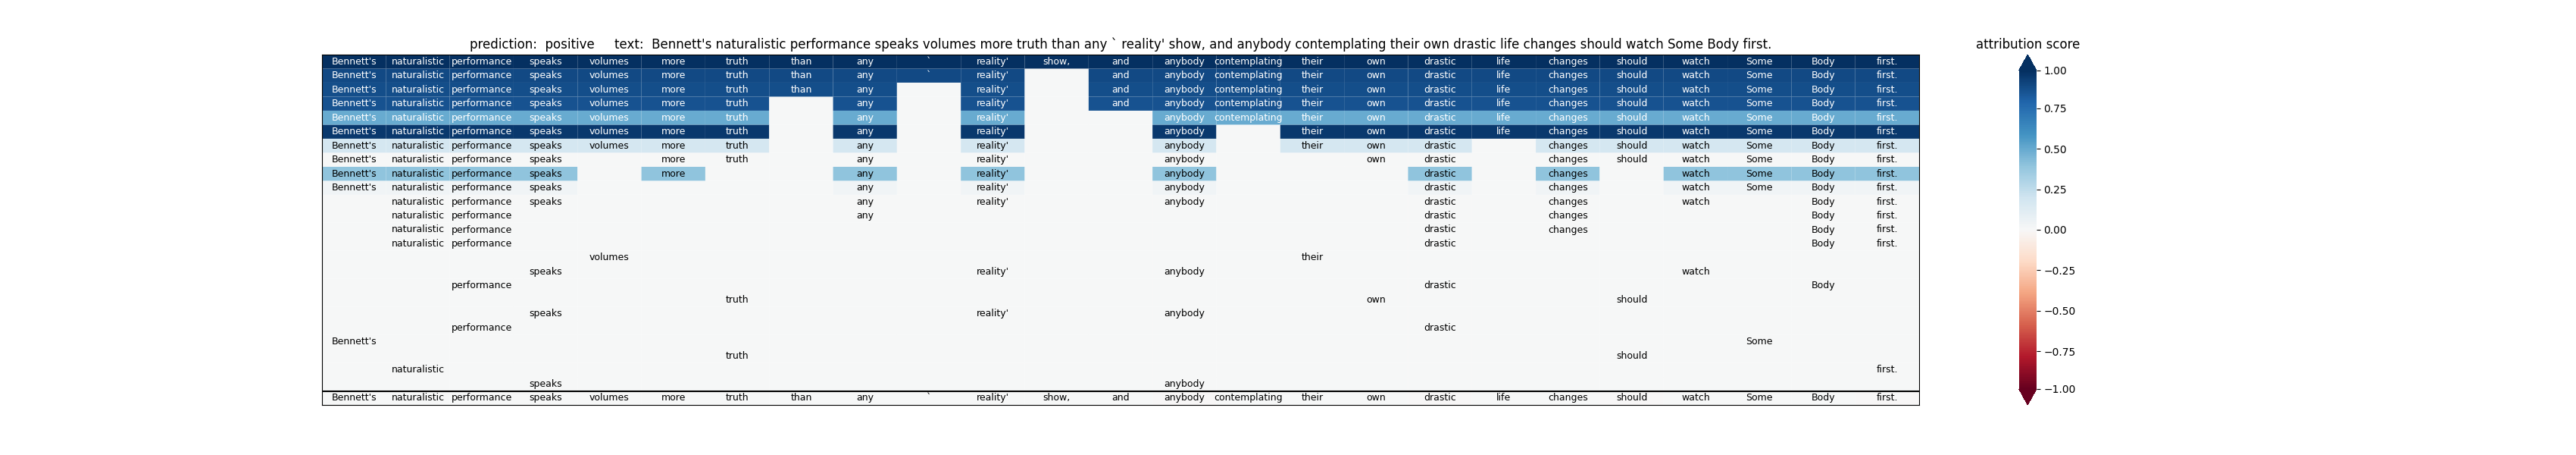 prediction: positive text: Bennett's naturalistic performance speaks volumes more truth than any ` reality' show, and anybody contemplating their own drastic life changes should watch Some Body first.
attribution score
Bennett's naturalistic performance speaks volumes more truth than any ` reality' show, and anybody contemplating their own drastic life changes should watch Some Body first.
Bennett's naturalistic performance speaks volumes more truth than any ` reality' and anybody contemplating their own drastic life changes should watch Some Body first.
Bennett's naturalistic performance speaks volumes more truth than any reality' and anybody contemplating their own drastic life changes should watch Some Body first.
Bennett's naturalistic performance speaks volumes more truth any reality' and anybody contemplating their own drastic life changes should watch Some Body first.
Bennett's naturalistic performance speaks volumes more truth any reality' anybody contemplating their own drastic life changes should watch Some Body first.
Bennett's naturalistic performance speaks volumes more truth any reality' anybody their own drastic life changes should watch Some Body first.
Bennett's naturalistic performance speaks volumes more truth any reality' anybody their own drastic changes should watch Some Body first.
Bennett's naturalistic performance speaks more truth any reality' anybody own drastic changes should watch Some Body first.
Bennett's naturalistic performance speaks more any reality' anybody drastic changes watch Some Body first.
Bennett's naturalistic performance speaks any reality' anybody drastic changes watch Some Body first.
naturalistic performance speaks any reality' anybody drastic changes watch Body first.
naturalistic performance any drastic changes Body first.
naturalistic performance drastic changes Body first.
naturalistic performance drastic Body first.
volumes their
speaks reality' anybody watch
performance drastic Body
truth own should
speaks reality' anybody
performance drastic
Bennett's Some
truth should
naturalistic first.
speaks anybody
Bennett's naturalistic performance speaks volumes more truth than any ` reality' show, and anybody contemplating their own drastic life changes should watch Some Body first.
1.00
0.75
0.50
0.25
0.00
−0.25
−0.50
−0.75
−1.00